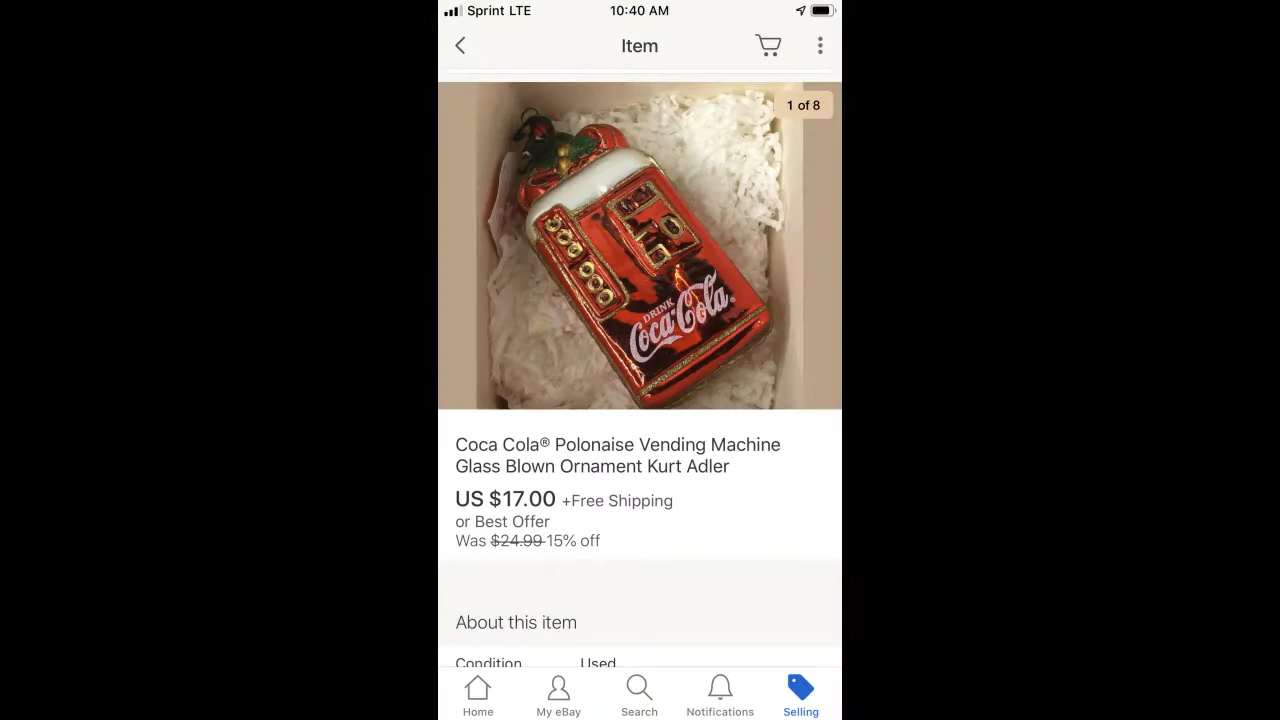 Sprint LTE 10:40 AM
Item
1 of 8
DRINK
Coca-Cola®
Coca Cola® Polonaise Vending Machine
Glass Blown Ornament Kurt Adler
US $17.00 +Free Shipping
or Best Offer
Was $24.99 15% off
About this item
Condition Used
Home My eBay Search Notifications Selling